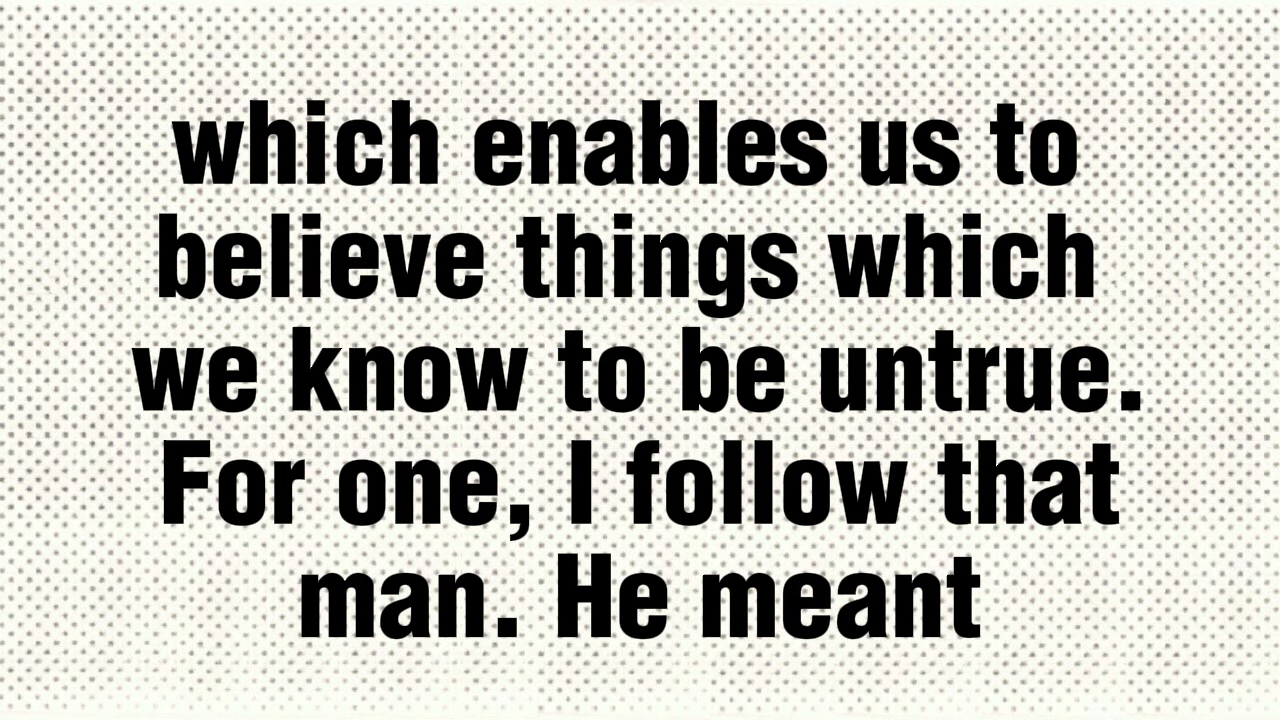 which enables us to
believe things which
we know to be untrue.
For one, I follow that
man. He meant